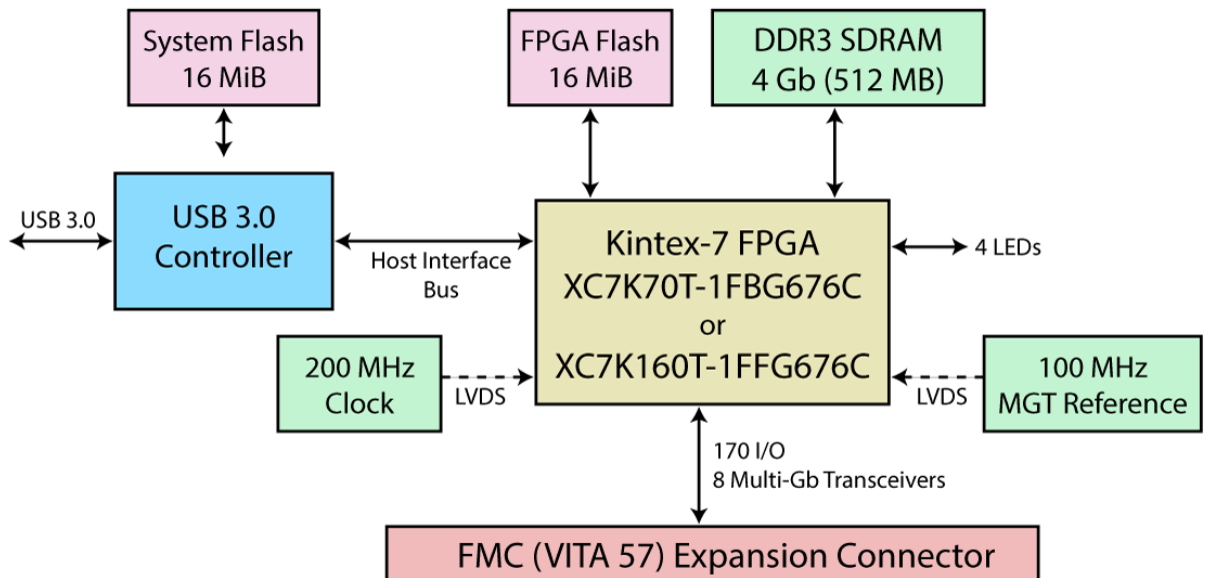 System Flash
16 MiB
FPGA Flash
16 MiB
DDR3 SDRAM
4 Gb (512 MB)
USB 3.0
USB 3.0
Controller
Host Interface
Bus
Kintex-7 FPGA
XC7K70T-1FBG676C
or
XC7K160T-1FFG676C
4 LEDs
200 MHz
Clock
LVDS
LVDS
100 MHz
MGT Reference
170 I/O
8 Multi-Gb Transceivers
FMC (VITA 57) Expansion Connector